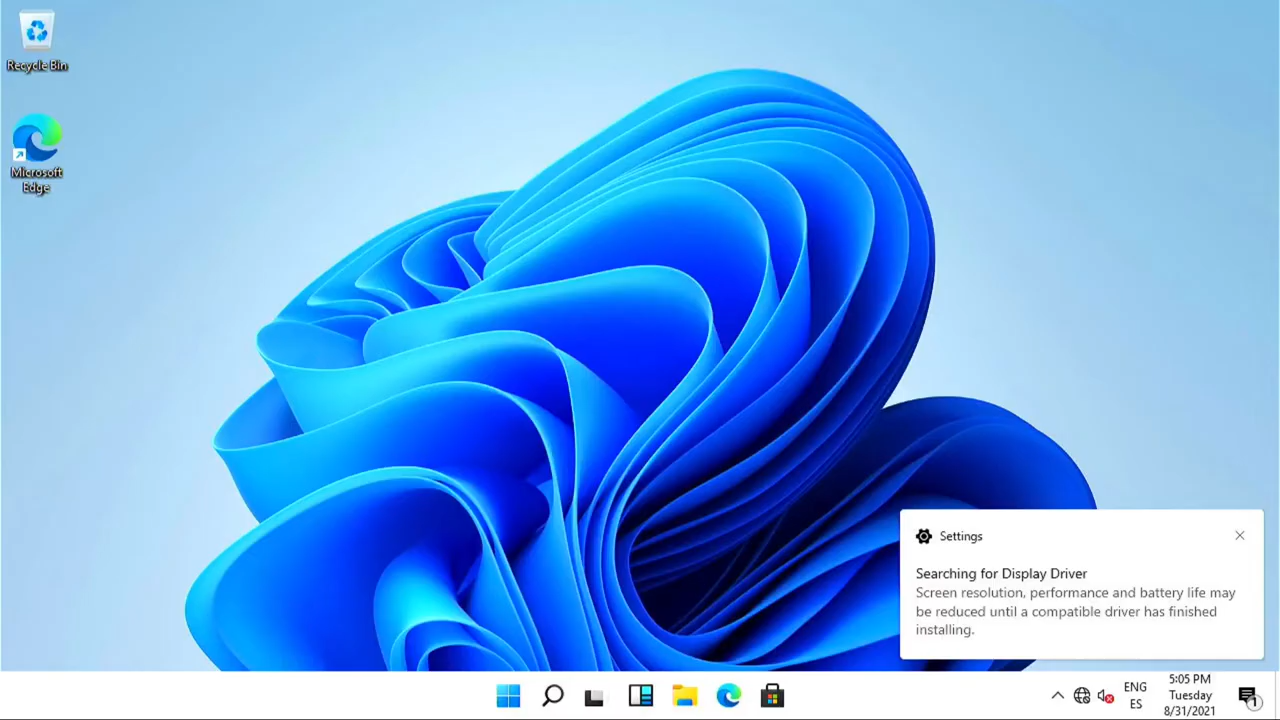 Recycle Bin
Microsoft
Edge
Settings
Searching for Display Driver
Screen resolution, performance and battery life may
be reduced until a compatible driver has finished
installing.
ENG
ES
5:05 PM
Tuesday
8/31/2021
1